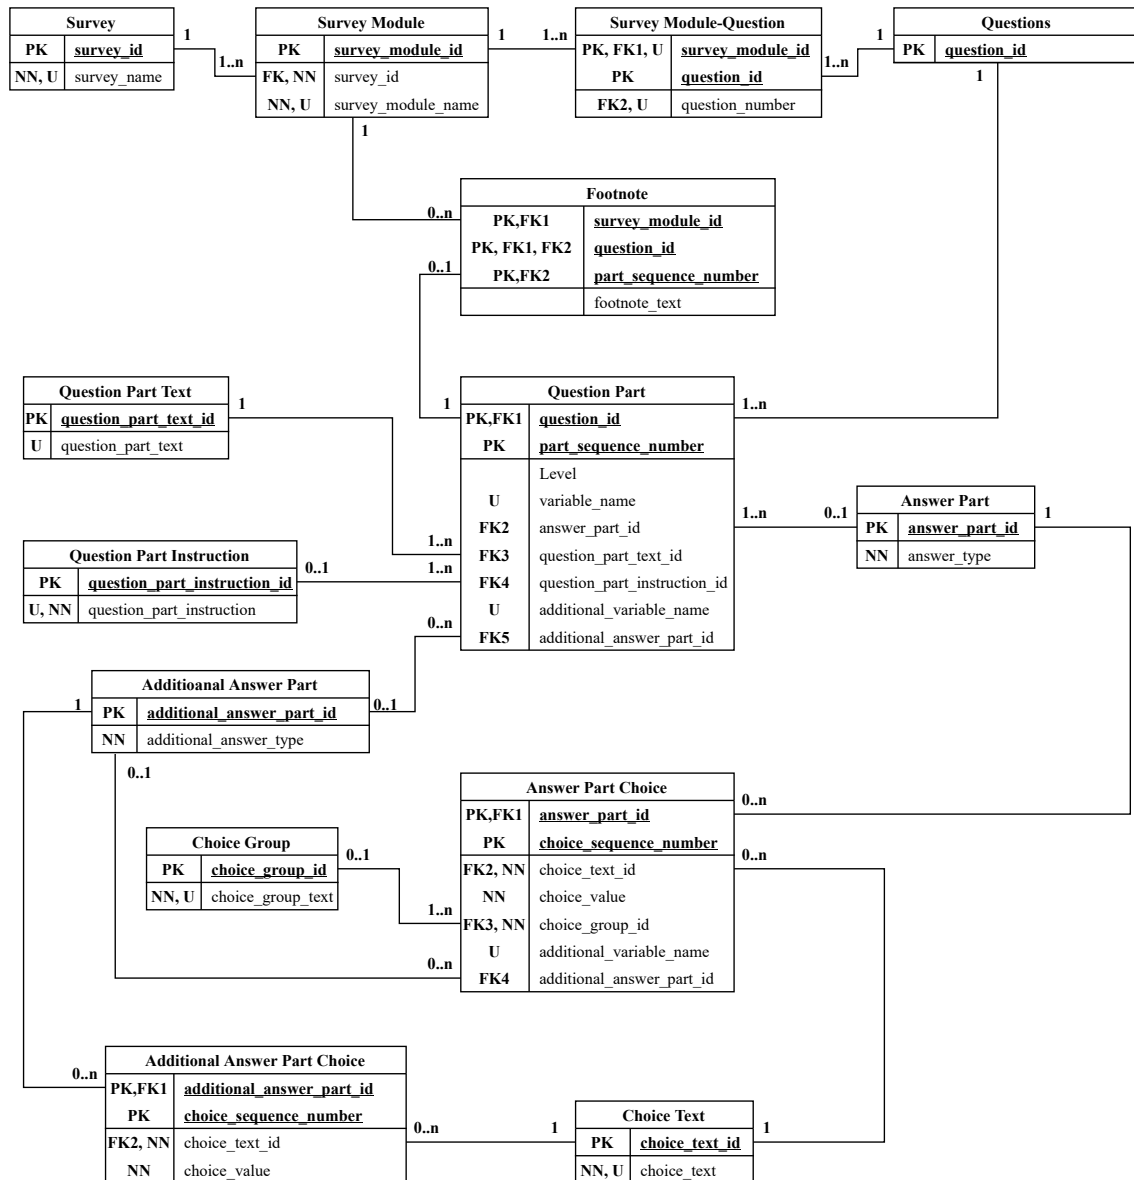 Survey
PK survey_id
NN, U survey_name
1
1..n
Survey Module
PK survey_module_id
FK, NN survey_id
NN, U survey_module_name
1
1..n
1
Survey Module-Question
PK, FK1, U survey_module_id
PK question_id
FK2, U question_number
1
1..n
Questions
PK question_id
1
Footnote
PK,FK1 survey_module_id
PK, FK1, FK2 question_id
PK,FK2 part_sequence_number
footnote_text
0..n
0..1
Question Part Text
PK question_part_text_id
U question_part_text
1
1
Question Part
PK,FK1 question_id
PK part_sequence_number
Level
U variable_name
FK2 answer_part_id
FK3 question_part_text_id
FK4 question_part_instruction_id
U additional_variable_name
FK5 additional_answer_part_id
1..n
1..n
0..1
Answer Part
PK answer_part_id
NN answer_type
1
Question Part Instruction
PK question_part_instruction_id
U, NN question_part_instruction
0..1
1..n
1..n
0..n
Additioanal Answer Part
PK additional_answer_part_id
NN additional_answer_type
1
0..1
0..1
Answer Part Choice
PK,FK1 answer_part_id
PK choice_sequence_number
FK2, NN choice_text_id
NN choice_value
FK3, NN choice_group_id
U additional_variable_name
FK4 additional_answer_part_id
0..n
0..n
Choice Group
PK choice_group_id
NN, U choice_group_text
0..1
1..n
0..n
Additional Answer Part Choice
PK,FK1 additional_answer_part_id
PK choice_sequence_number
FK2, NN choice_text_id
NN choice_value
0..n
0..n
1
Choice Text
PK choice_text_id
NN, U choice_text
1